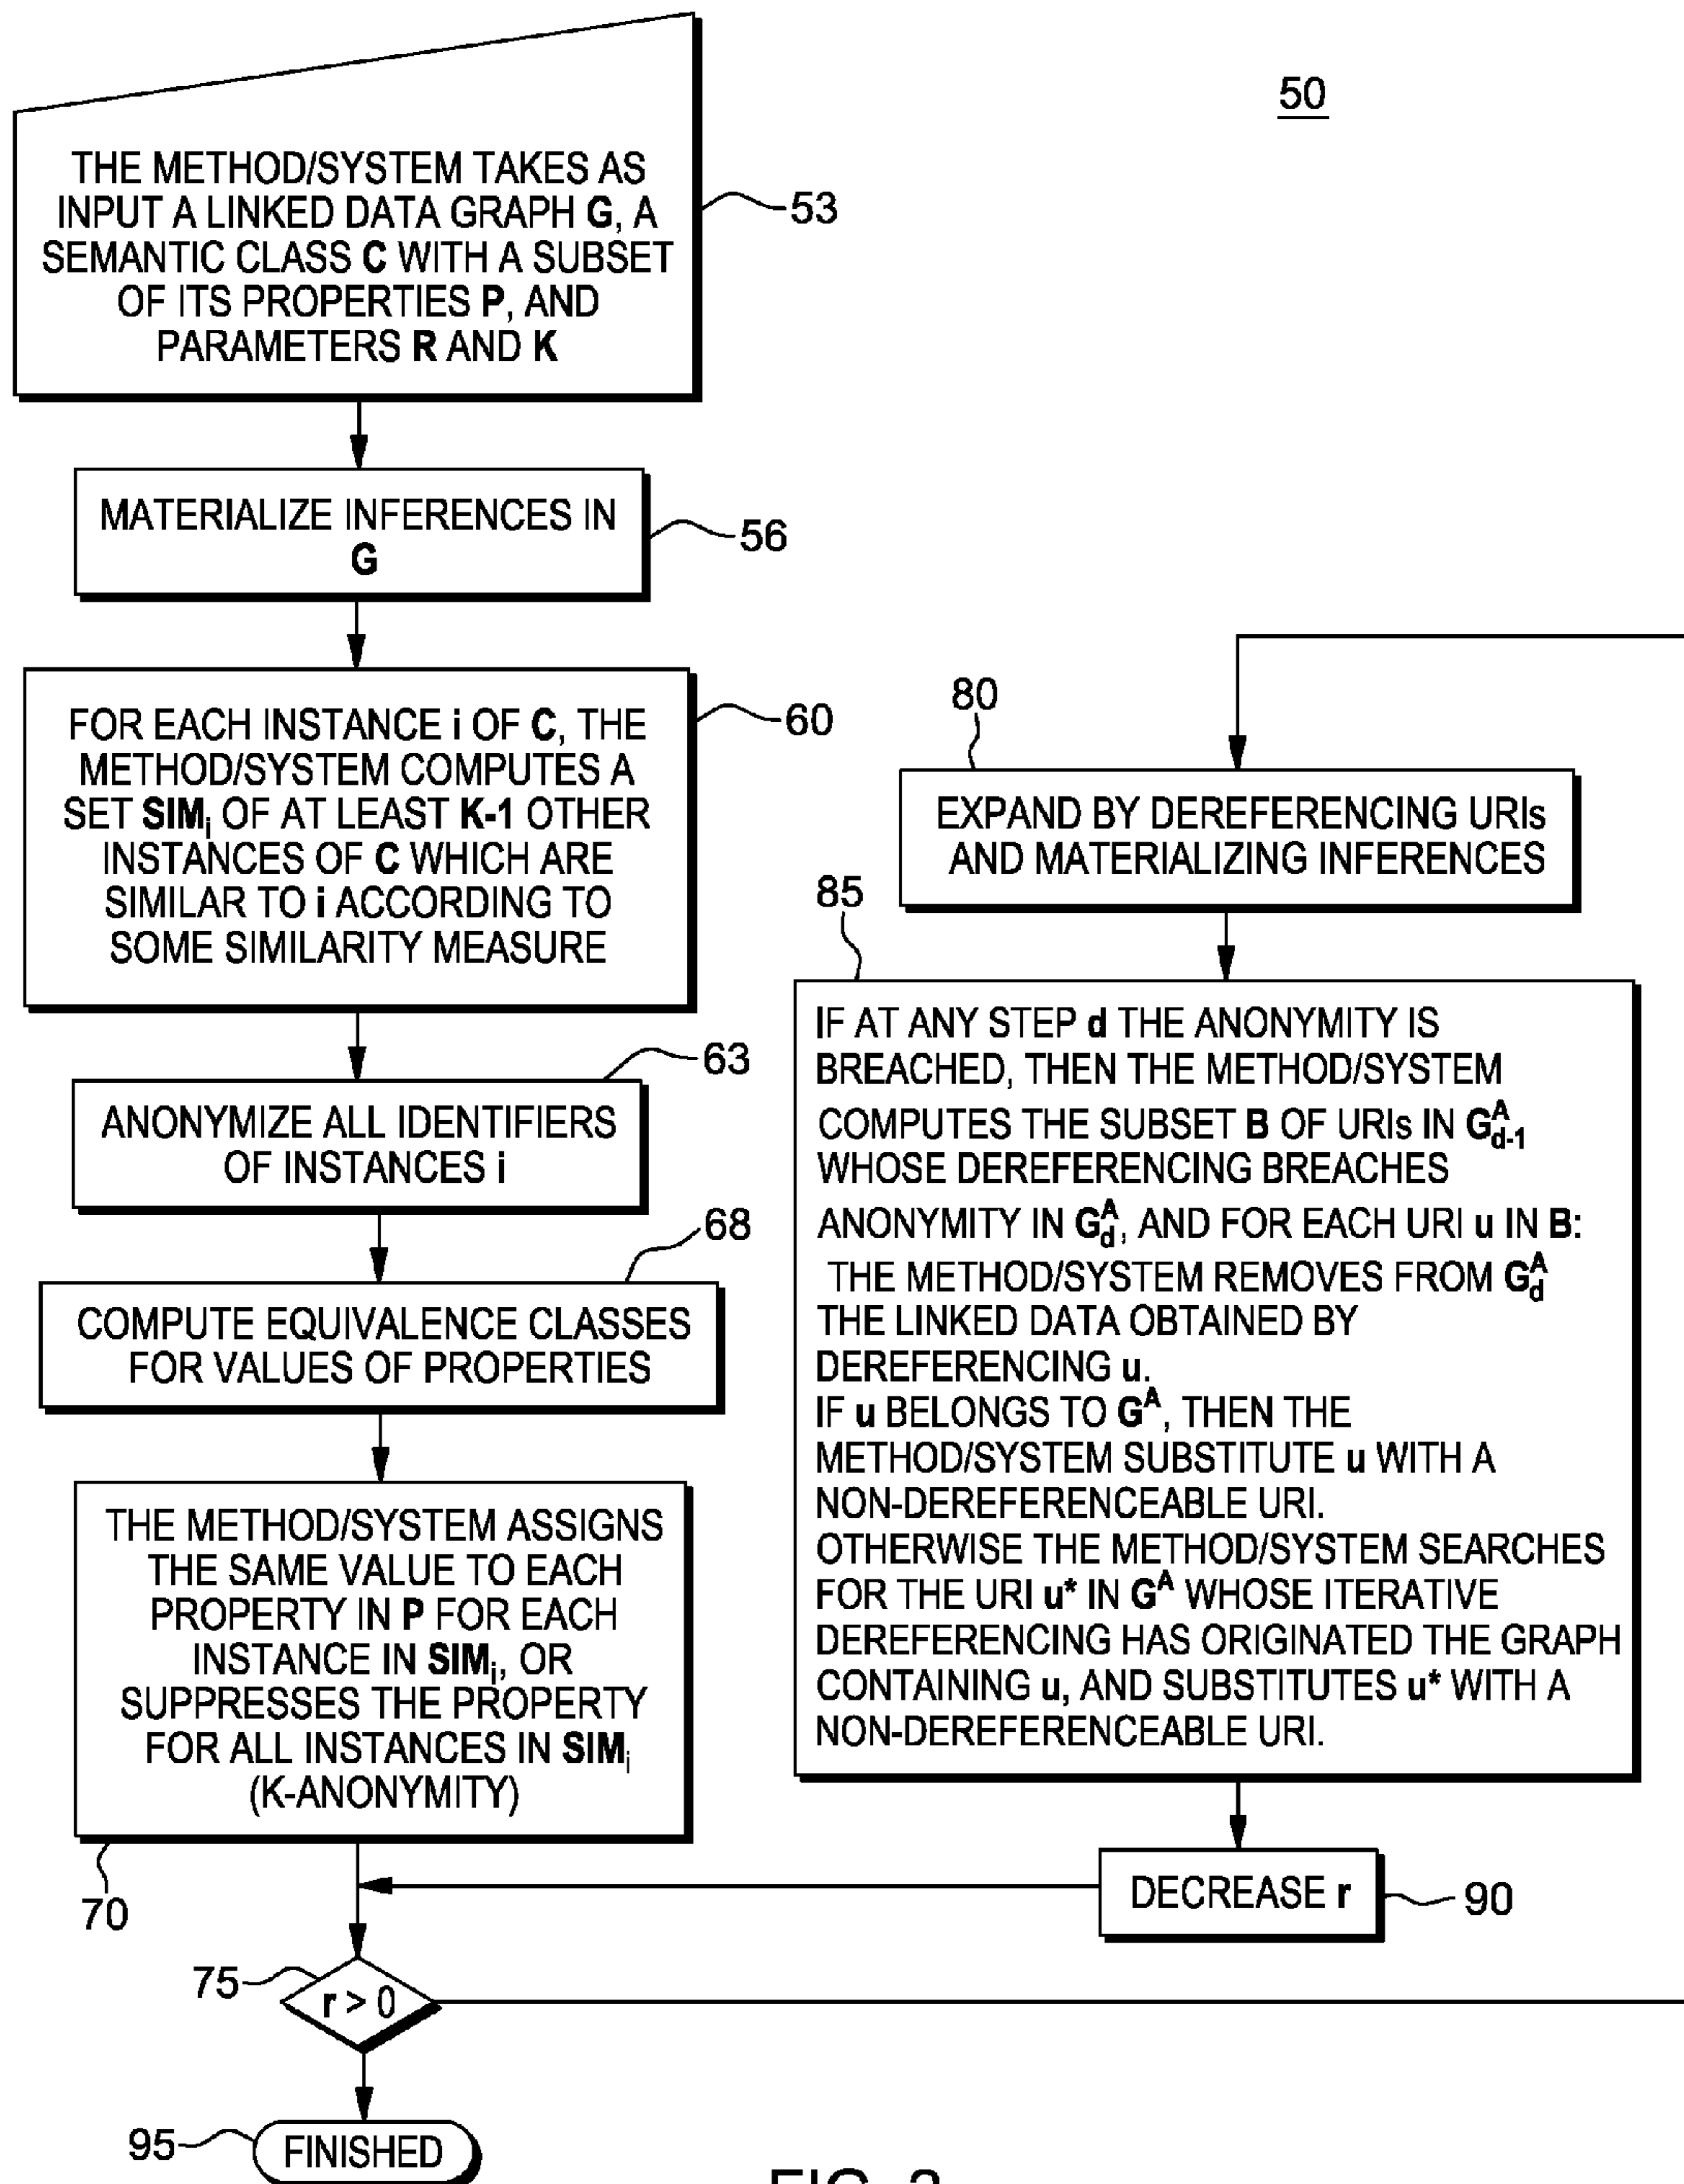 50
THE METHOD/SYSTEM TAKES AS
INPUT A LINKED DATA GRAPH G, A
SEMANTIC CLASS C WITH A SUBSET
OF ITS PROPERTIES P, AND
PARAMETERS R AND K
53
MATERIALIZE INFERENCES IN
G
56
FOR EACH INSTANCE i OF C, THE
METHOD/SYSTEM COMPUTES A
SET SIMi OF AT LEAST K-1 OTHER
INSTANCES OF C WHICH ARE
SIMILAR TO i ACCORDING TO
SOME SIMILARITY MEASURE
60
ANONYMIZE ALL IDENTIFIERS
OF INSTANCES i
63
COMPUTE EQUIVALENCE CLASSES
FOR VALUES OF PROPERTIES
68
THE METHOD/SYSTEM ASSIGNS
THE SAME VALUE TO EACH
PROPERTY IN P FOR EACH
INSTANCE IN SIMi, OR
SUPPRESSES THE PROPERTY
FOR ALL INSTANCES IN SIMi
(K-ANONYMITY)
70
75
r > 0
80
EXPAND BY DEREFERENCING URIs
AND MATERIALIZING INFERENCES
85
IF AT ANY STEP d THE ANONYMITY IS
BREACHED, THEN THE METHOD/SYSTEM
COMPUTES THE SUBSET B OF URIs IN G^A_d-1
WHOSE DEREFERENCING BREACHES
ANONYMITY IN G^A_d, AND FOR EACH URI u IN B:
THE METHOD/SYSTEM REMOVES FROM G^A_d
THE LINKED DATA OBTAINED BY
DEREFERENCING u.
IF u BELONGS TO G^A, THEN THE
METHOD/SYSTEM SUBSTITUTE u WITH A
NON-DEREFERENCEABLE URI.
OTHERWISE THE METHOD/SYSTEM SEARCHES
FOR THE URI u* IN G^A WHOSE ITERATIVE
DEREFERENCING HAS ORIGINATED THE GRAPH
CONTAINING u, AND SUBSTITUTES u* WITH A
NON-DEREFERENCEABLE URI.
DECREASE r
90
95
FINISHED